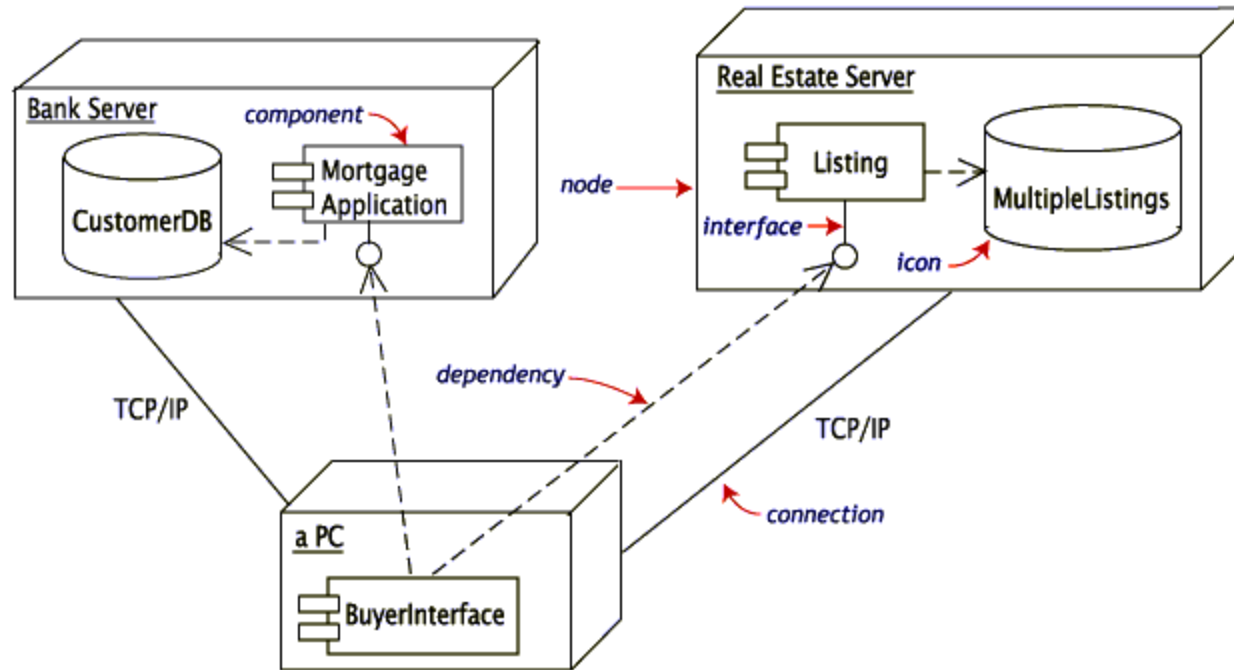 Bank Server
component
Mortgage
Application
CustomerDB
Real Estate Server
Listing
node
MultipleListings
interface
icon
dependency
TCP/IP
TCP/IP
connection
a PC
BuyerInterface